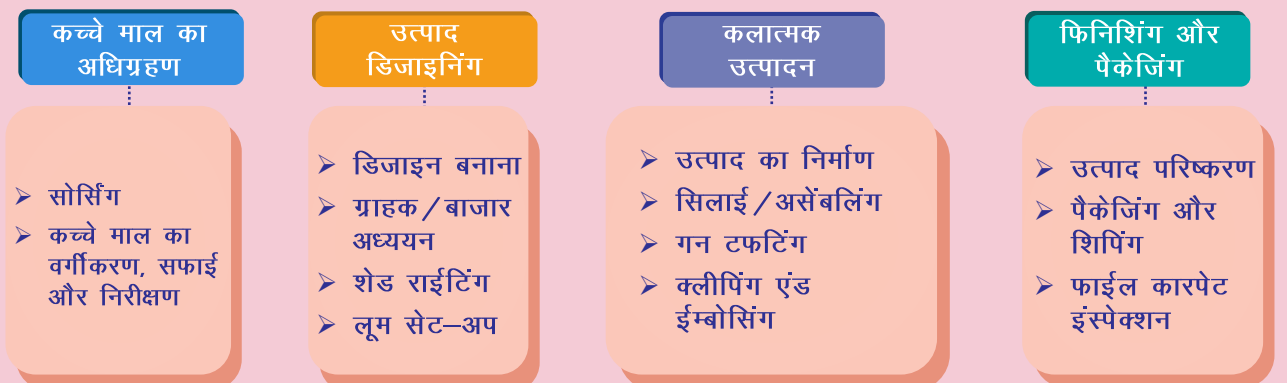 कच्चे माल का
अधिग्रहण
सोर्सिंग
कच्चे माल का
वर्गीकरण, सफाई
और निरीक्षण
उत्पाद
डिजाइनिंग
डिजाइन बनाना
ग्राहक/बाजार
अध्ययन
शेड राईटिंग
लूम सेट–अप
कलात्मक
उत्पादन
उत्पाद का निर्माण
सिलाई/असेंबलिंग
गन टफटिंग
क्लीपिंग एंड
ईम्बोसिंग
फिनिशिंग और
पैकेजिंग
उत्पाद परिष्करण
पैकेजिंग और
शिपिंग
फाईल कारपेट
इंस्पेक्शन